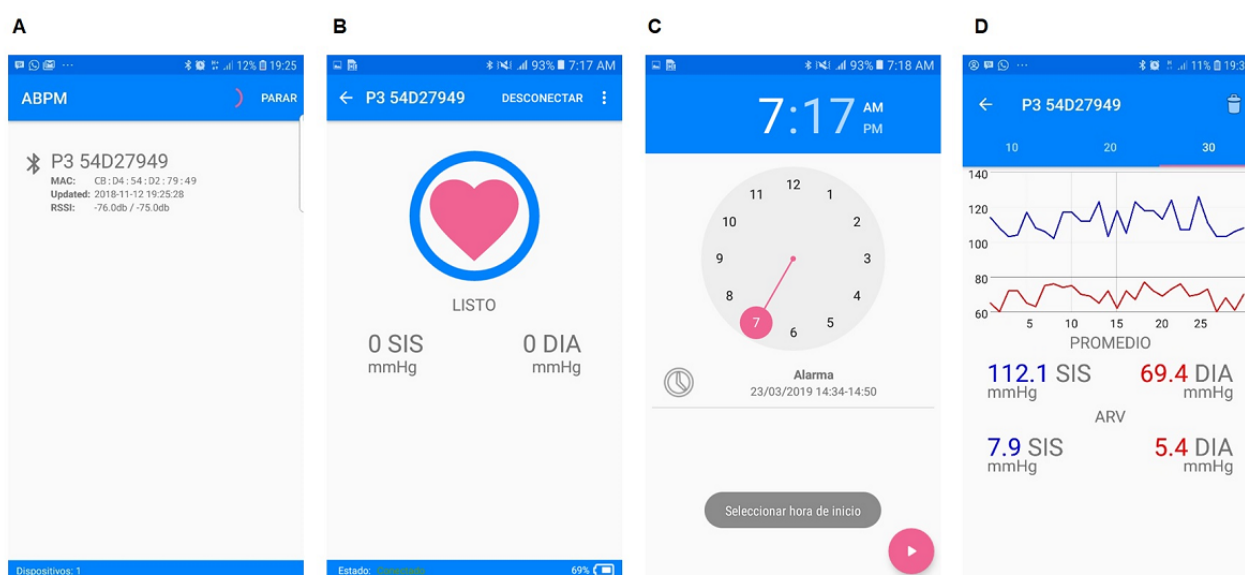 A
12% 19:25
ABPM PARAR
P3 54D27949
MAC: CB:D4:54:D2:79:49
Updated: 2018-11-12 19:25:28
RSSI: -76.0db / -75.0db
Dispositivos: 1
B
93% 7:17 AM
P3 54D27949 DESCONECTAR
LISTO
0 SIS 0 DIA
mmHg mmHg
Estado: Conectado 69%
C
93% 7:18 AM
7:17 AM
PM
12
11 1
10 2
9 3
8 4
7 5
6
Alarma
23/03/2019 14:34-14:50
Seleccionar hora de inicio
D
11% 19:3
P3 54D27949
10 20 30
140
120
100
80
60
5 10 15 20 25
PROMEDIO
112.1 SIS 69.4 DIA
mmHg mmHg
ARV
7.9 SIS 5.4 DIA
mmHg mmHg